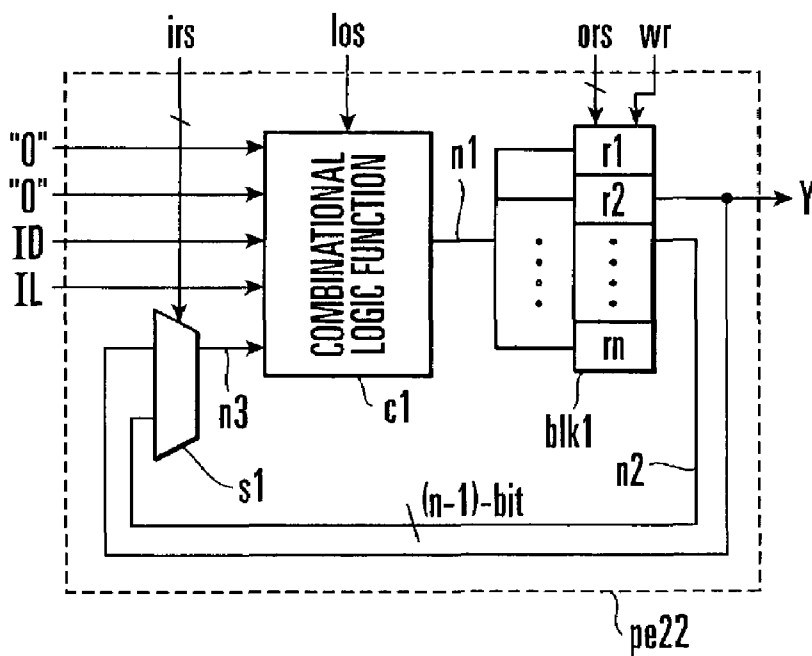 irs
los
ors
wr
"0"
"0"
ID
IL
COMBINATIONAL
LOGIC FUNCTION
n1
r1
r2
rn
Y
n3
c1
blk1
s1
n2
(n-1)-bit
pe22